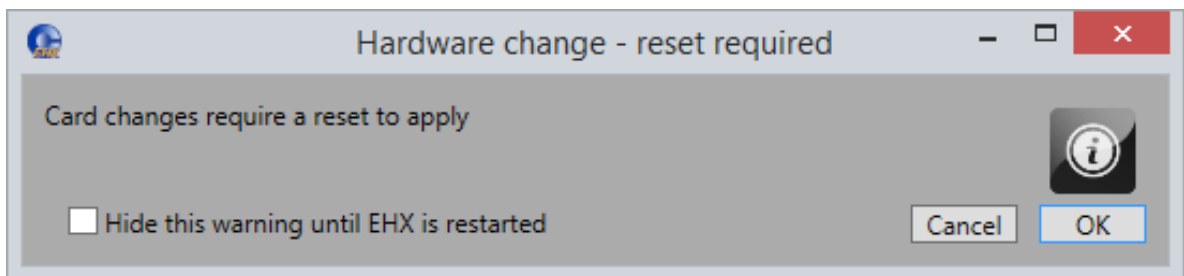 Hardware change - reset required
Card changes require a reset to apply
Hide this warning until EHX is restarted
Cancel
OK